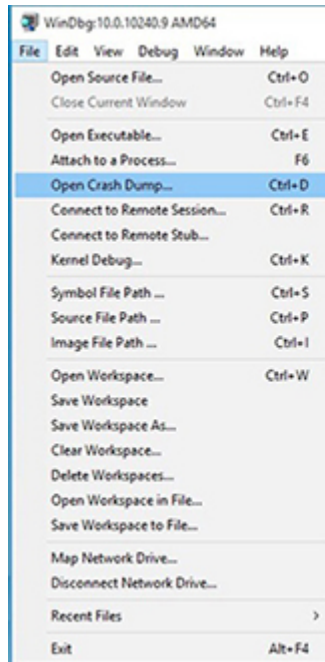 WinDbg:10.0.10240.9 AMD64
File Edit View Debug Window Help
Open Source File... Ctrl+O
Close Current Window Ctrl+F4
Open Executable... Ctrl+E
Attach to a Process... F6
Open Crash Dump... Ctrl+D
Connect to Remote Session... Ctrl+R
Connect to Remote Stub...
Kernel Debug... Ctrl+K
Symbol File Path ... Ctrl+S
Source File Path ... Ctrl+P
Image File Path ... Ctrl+I
Open Workspace... Ctrl+W
Save Workspace
Save Workspace As...
Clear Workspace...
Delete Workspaces...
Open Workspace in File...
Save Workspace to File...
Map Network Drive...
Disconnect Network Drive...
Recent Files >
Exit Alt+F4